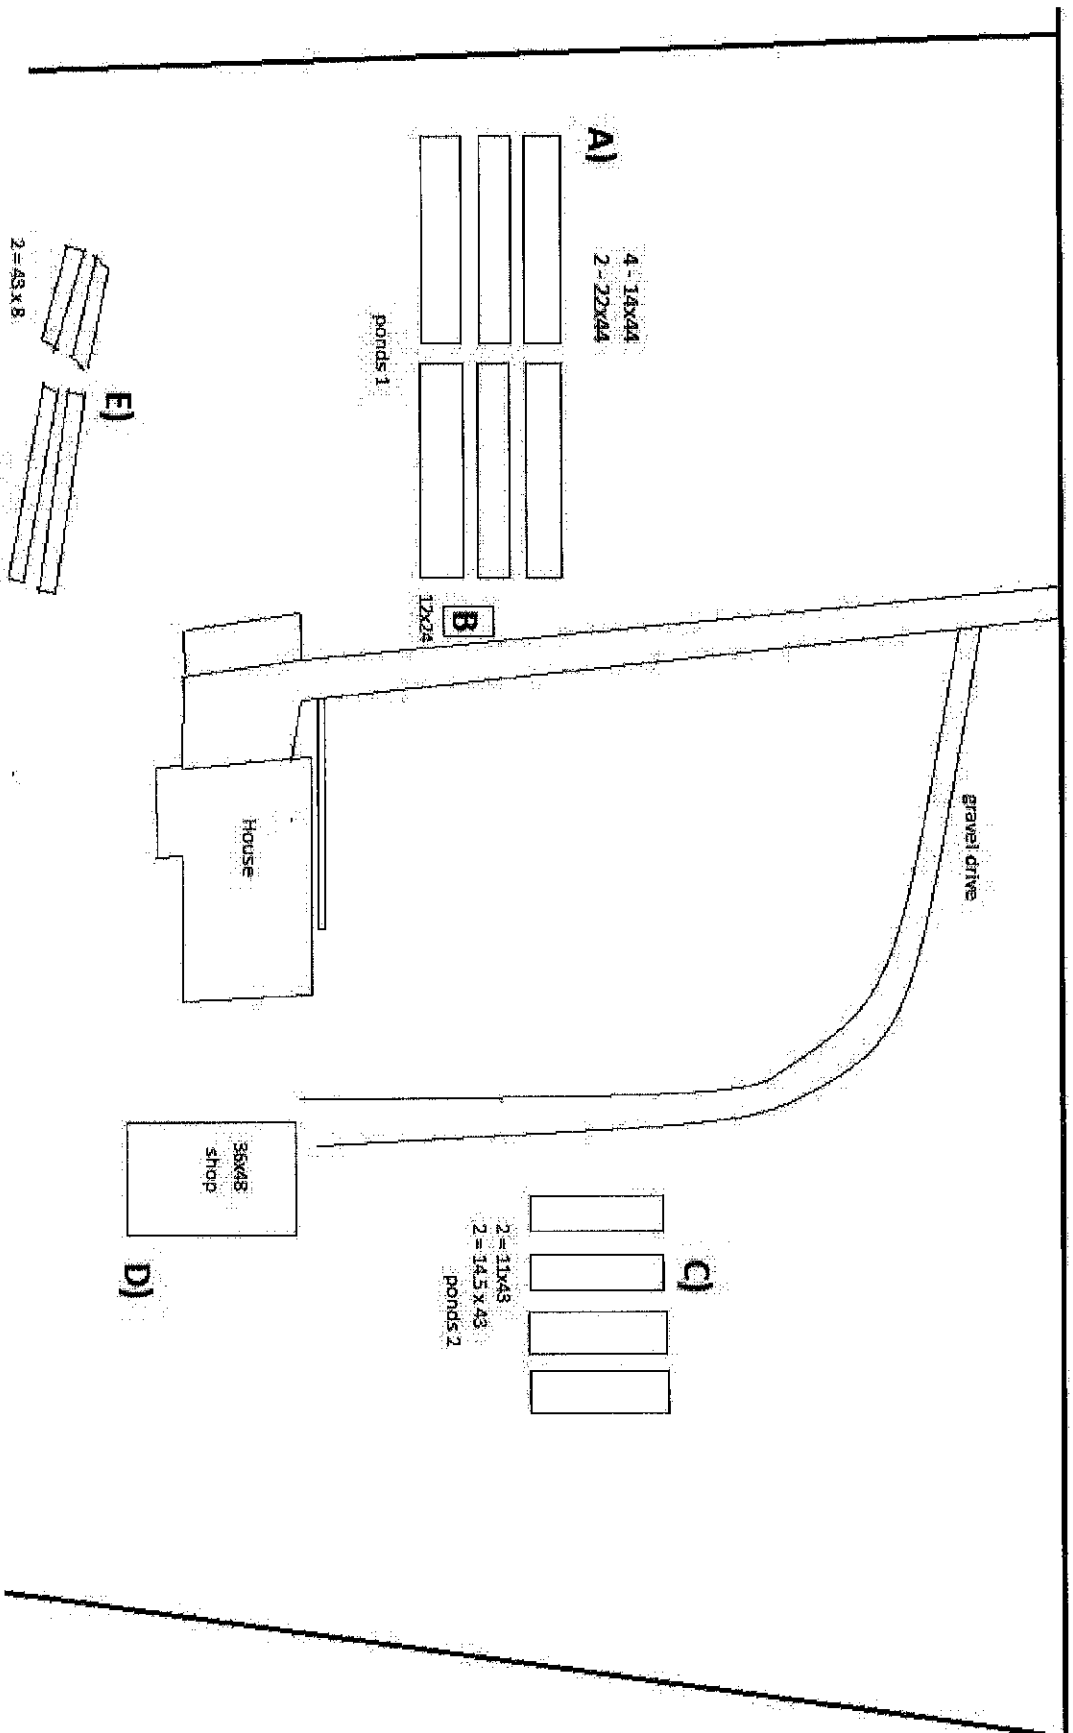 A)
4 - 14x44
2 - 22x44
ponds 1
B
12x24
gravel drive
C)
2 = 11x43
2 = 14.5 x 43
ponds 2
House
36x48
shop
D)
E)
2 = 43 x 8